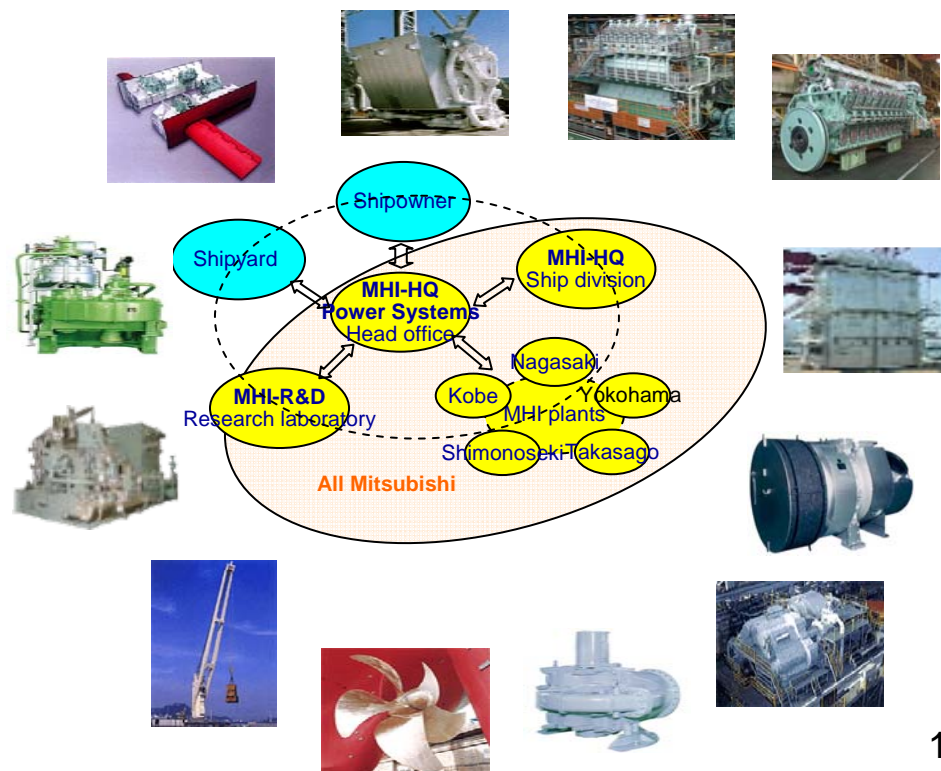 Shipowner
Shipyard
MHI-HQ
Ship division
MHI-HQ
Power Systems
Head office
Nagasaki
Kobe
Yokohama
MHI plants
MHI-R&D
Research laboratory
Shimonoseki
Takasago
All Mitsubishi
1